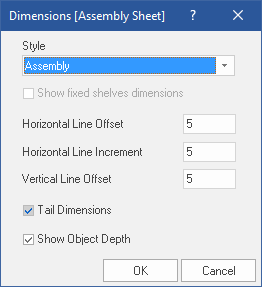 Dimensions [Assembly Sheet]
Style
Assembly
Show fixed shelves dimensions
Horizontal Line Offset 5
Horizontal Line Increment 5
Vertical Line Offset 5
Tail Dimensions
Show Object Depth
OK Cancel